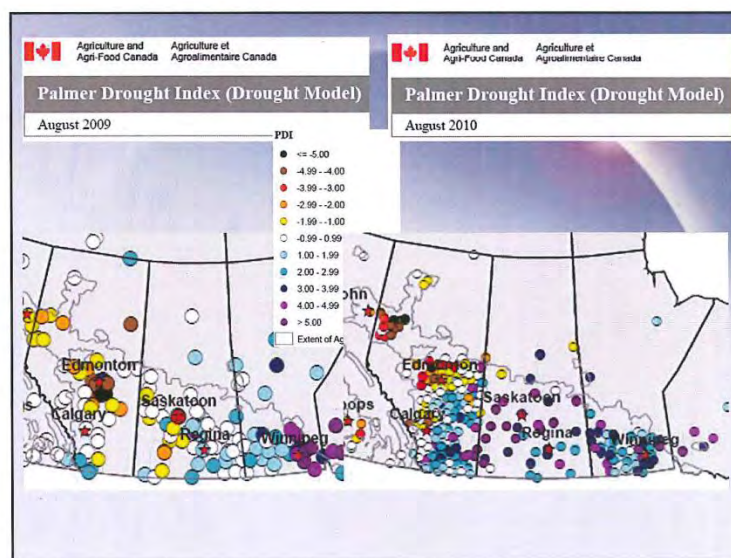 Agriculture and
Agri-Food Canada
Agriculture et
Agroalimentaire Canada
Palmer Drought Index (Drought Model)
August 2009
Agriculture and
Agri-Food Canada
Agriculture et
Agroalimentaire Canada
Palmer Drought Index (Drought Model)
August 2010
PDI
<= -5.00
-4.99 - -4.00
-3.99 - -3.00
-2.99 - -2.00
-1.99 - -1.00
-0.99 - 0.99
1.00 - 1.99
2.00 - 2.99
3.00 - 3.99
4.00 - 4.99
> 5.00
Extent of Ag
Edmonton
Saskatoon
Calgary
Regina
Winnipeg
s
ohn
Edmonton
Saskatoon
oops
Calgary
Regina
Winnipeg